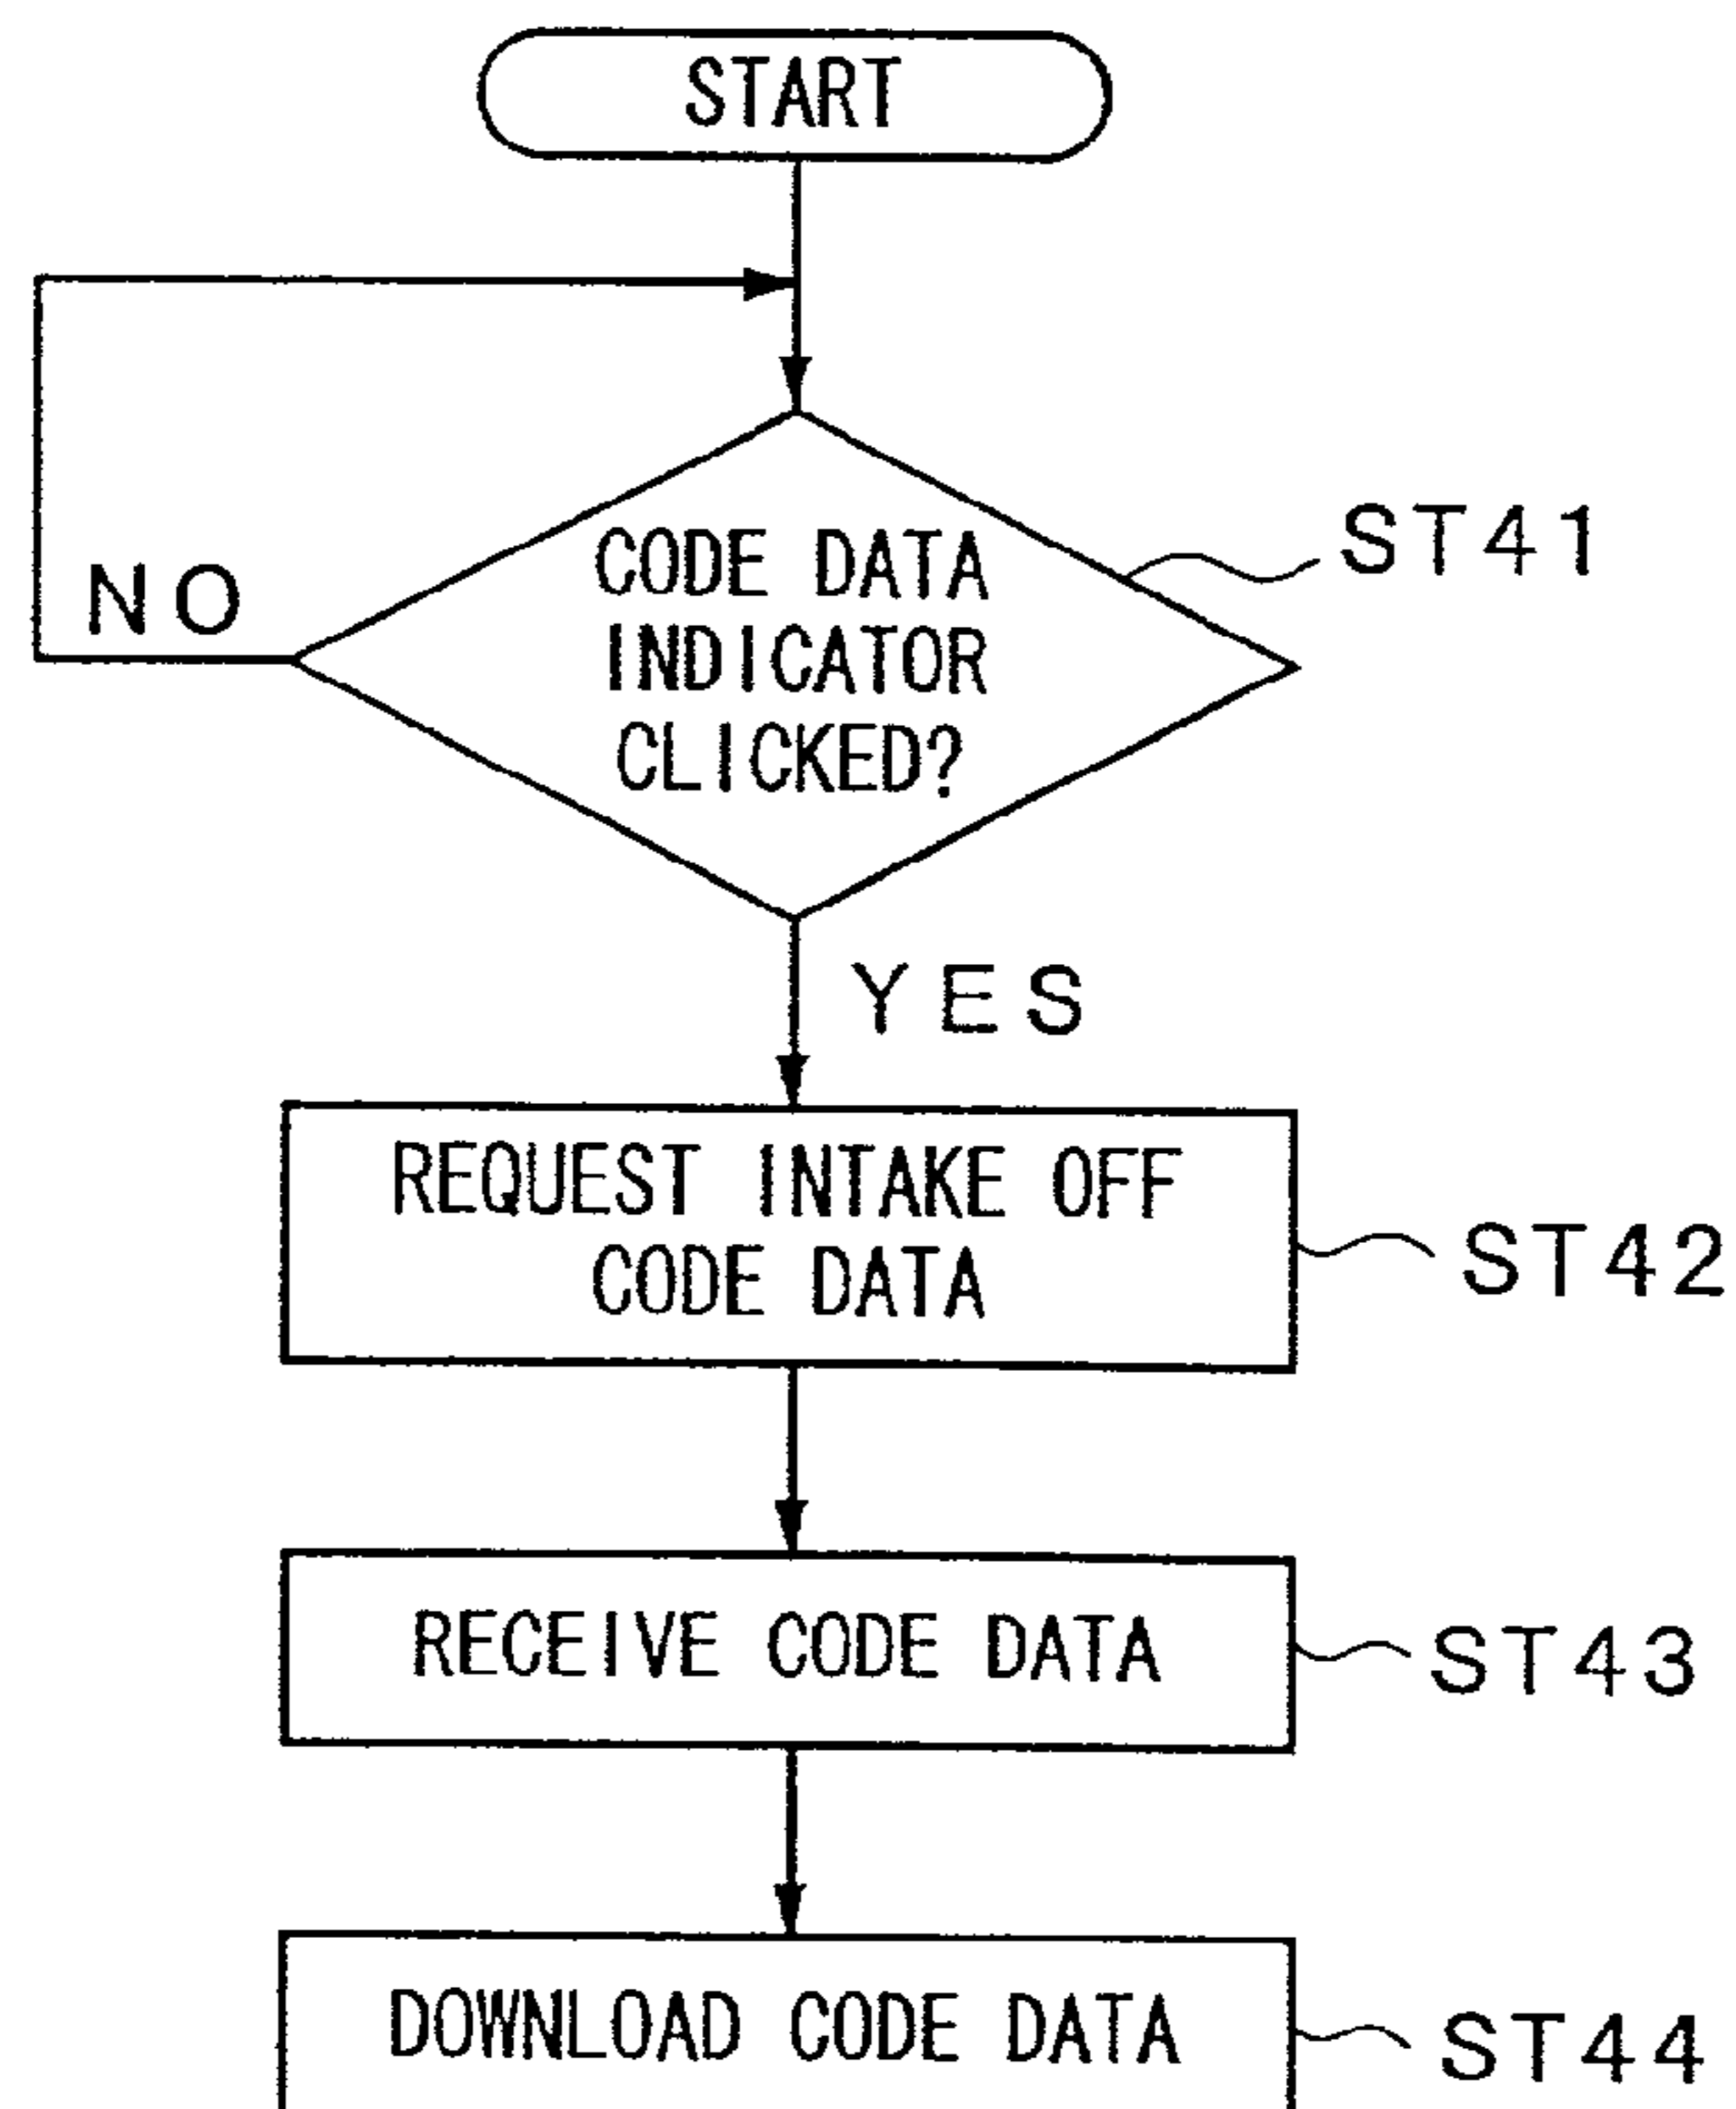 START
CODE DATA
INDICATOR
CLICKED?
ST41
NO
YES
REQUEST INTAKE OFF
CODE DATA
ST42
RECEIVE CODE DATA
ST43
DOWNLOAD CODE DATA
ST44